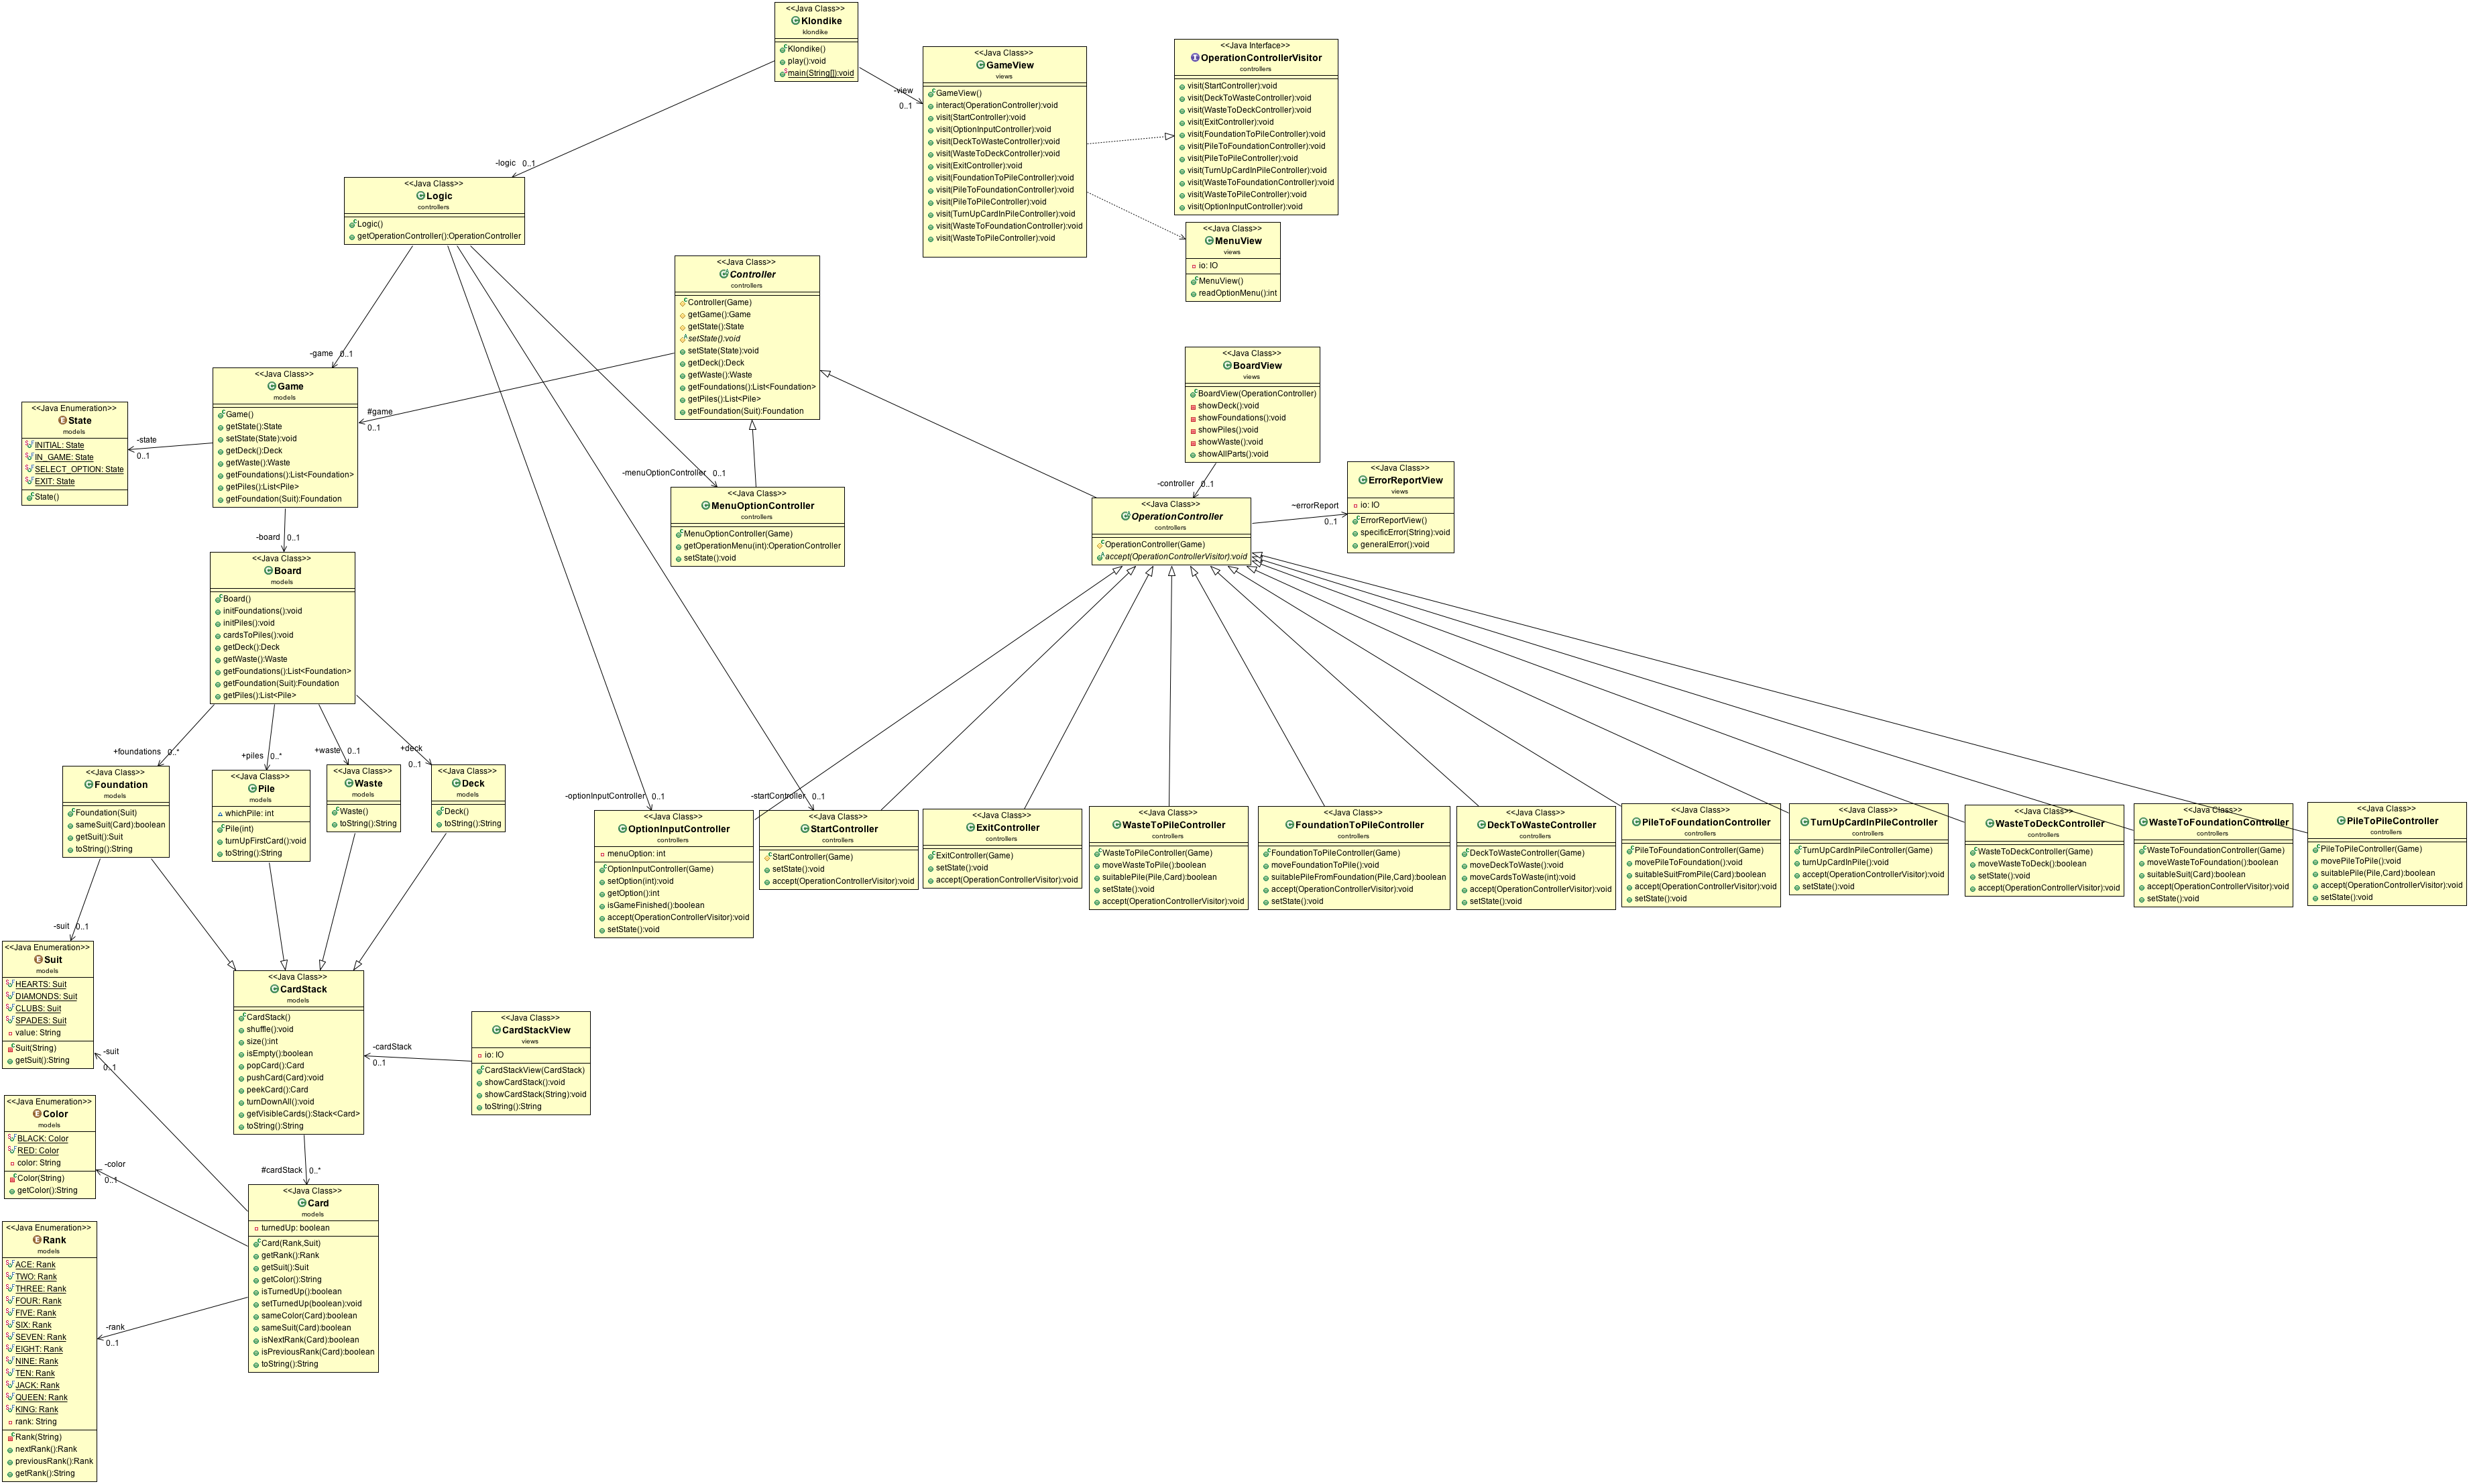 <<Java Class>>
Klondike
klondike
Klondike()
play():void
main(String[]):void
-view
0..1
-logic 0..1
<<Java Class>>
GameView
views
GameView()
interact(OperationController):void
visit(StartController):void
visit(OptionInputController):void
visit(DeckToWasteController):void
visit(WasteToDeckController):void
visit(ExitController):void
visit(FoundationToPileController):void
visit(PileToFoundationController):void
visit(PileToPileController):void
visit(TurnUpCardInPileController):void
visit(WasteToFoundationController):void
visit(WasteToPileController):void
<<Java Interface>>
OperationControllerVisitor
controllers
visit(StartController):void
visit(DeckToWasteController):void
visit(WasteToDeckController):void
visit(ExitController):void
visit(FoundationToPileController):void
visit(PileToFoundationController):void
visit(PileToPileController):void
visit(TurnUpCardInPileController):void
visit(WasteToFoundationController):void
visit(WasteToPileController):void
visit(OptionInputController):void
<<Java Class>>
MenuView
views
io: IO
MenuView()
readOptionMenu():int
<<Java Class>>
Logic
controllers
Logic()
getOperationController():OperationController
-game 0..1
<<Java Class>>
Controller
controllers
Controller(Game)
getGame():Game
getState():State
setState():void
setState(State):void
getDeck():Deck
getWaste():Waste
getFoundations():List<Foundation>
getPiles():List<Pile>
getFoundation(Suit):Foundation
#game
0..1
<<Java Class>>
Game
models
Game()
getState():State
setState(State):void
getDeck():Deck
getWaste():Waste
getFoundations():List<Foundation>
getPiles():List<Pile>
getFoundation(Suit):Foundation
-state
0..1
<<Java Enumeration>>
State
models
INITIAL: State
IN_GAME: State
SELECT_OPTION: State
EXIT: State
State()
-menuOptionController 0..1
<<Java Class>>
MenuOptionController
controllers
MenuOptionController(Game)
getOperationMenu(int):OperationController
setState():void
<<Java Class>>
BoardView
views
BoardView(OperationController)
showDeck():void
showFoundations():void
showPiles():void
showWaste():void
showAllParts():void
-controller 0..1
<<Java Class>>
OperationController
controllers
OperationController(Game)
accept(OperationControllerVisitor):void
~errorReport
0..1
<<Java Class>>
ErrorReportView
views
io: IO
ErrorReportView()
specificError(String):void
generalError():void
-board 0..1
<<Java Class>>
Board
models
Board()
initFoundations():void
initPiles():void
cardsToPiles():void
getDeck():Deck
getWaste():Waste
getFoundations():List<Foundation>
getFoundation(Suit):Foundation
getPiles():List<Pile>
+foundations 0..*
+piles 0..*
+waste 0..1
+deck
0..1
<<Java Class>>
Foundation
models
Foundation(Suit)
sameSuit(Card):boolean
getSuit():Suit
toString():String
<<Java Class>>
Pile
models
whichPile: int
Pile(int)
turnUpFirstCard():void
toString():String
<<Java Class>>
Waste
models
Waste()
toString():String
<<Java Class>>
Deck
models
Deck()
toString():String
-optionInputController 0..1
-startController 0..1
<<Java Class>>
OptionInputController
controllers
menuOption: int
OptionInputController(Game)
setOption(int):void
getOption():int
isGameFinished():boolean
accept(OperationControllerVisitor):void
setState():void
<<Java Class>>
StartController
controllers
StartController(Game)
setState():void
accept(OperationControllerVisitor):void
<<Java Class>>
ExitController
controllers
ExitController(Game)
setState():void
accept(OperationControllerVisitor):void
<<Java Class>>
WasteToPileController
controllers
WasteToPileController(Game)
moveWasteToPile():boolean
suitablePile(Pile,Card):boolean
setState():void
accept(OperationControllerVisitor):void
<<Java Class>>
FoundationToPileController
controllers
FoundationToPileController(Game)
moveFoundationToPile():void
suitablePileFromFoundation(Pile,Card):boolean
accept(OperationControllerVisitor):void
setState():void
<<Java Class>>
DeckToWasteController
controllers
DeckToWasteController(Game)
moveDeckToWaste():void
moveCardsToWaste(int):void
accept(OperationControllerVisitor):void
setState():void
<<Java Class>>
PileToFoundationController
controllers
PileToFoundationController(Game)
movePileToFoundation():void
suitableSuitFromPile(Card):boolean
accept(OperationControllerVisitor):void
setState():void
<<Java Class>>
TurnUpCardInPileController
controllers
TurnUpCardInPileController(Game)
turnUpCardInPile():void
accept(OperationControllerVisitor):void
setState():void
<<Java Class>>
WasteToDeckController
controllers
WasteToDeckController(Game)
moveWasteToDeck():boolean
setState():void
accept(OperationControllerVisitor):void
<<Java Class>>
WasteToFoundationController
controllers
WasteToFoundationController(Game)
moveWasteToFoundation():boolean
suitableSuit(Card):boolean
accept(OperationControllerVisitor):void
setState():void
<<Java Class>>
PileToPileController
controllers
PileToPileController(Game)
movePileToPile():void
suitablePile(Pile,Card):boolean
accept(OperationControllerVisitor):void
setState():void
-suit 0..1
<<Java Enumeration>>
Suit
models
HEARTS: Suit
DIAMONDS: Suit
CLUBS: Suit
SPADES: Suit
value: String
Suit(String)
getSuit():String
<<Java Class>>
CardStack
models
CardStack()
shuffle():void
size():int
isEmpty():boolean
popCard():Card
pushCard(Card):void
peekCard():Card
turnDownAll():void
getVisibleCards():Stack<Card>
toString():String
-cardStack
0..1
<<Java Class>>
CardStackView
views
io: IO
CardStackView(CardStack)
showCardStack():void
showCardStack(String):void
toString():String
-suit
0..1
<<Java Enumeration>>
Color
models
BLACK: Color
RED: Color
color: String
Color(String)
getColor():String
-color
0..1
#cardStack 0..*
<<Java Class>>
Card
models
turnedUp: boolean
Card(Rank,Suit)
getRank():Rank
getSuit():Suit
getColor():String
isTurnedUp():boolean
setTurnedUp(boolean):void
sameColor(Card):boolean
sameSuit(Card):boolean
isNextRank(Card):boolean
isPreviousRank(Card):boolean
toString():String
-rank
0..1
<<Java Enumeration>>
Rank
models
ACE: Rank
TWO: Rank
THREE: Rank
FOUR: Rank
FIVE: Rank
SIX: Rank
SEVEN: Rank
EIGHT: Rank
NINE: Rank
TEN: Rank
JACK: Rank
QUEEN: Rank
KING: Rank
rank: String
Rank(String)
nextRank():Rank
previousRank():Rank
getRank():String